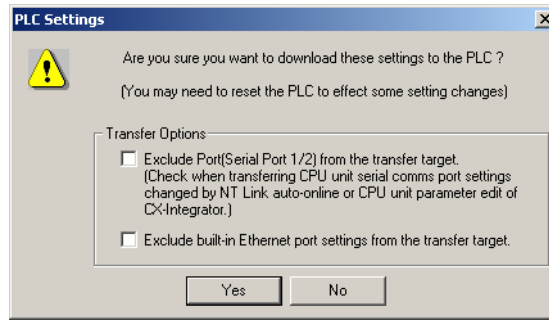 PLC Settings
Are you sure you want to download these settings to the PLC ?
(You may need to reset the PLC to effect some setting changes)
Transfer Options
Exclude Port(Serial Port 1/2) from the transfer target.
(Check when transferring CPU unit serial comms port settings
changed by NT Link auto-online or CPU unit parameter edit of
CX-Integrator.)
Exclude built-in Ethernet port settings from the transfer target.
Yes No